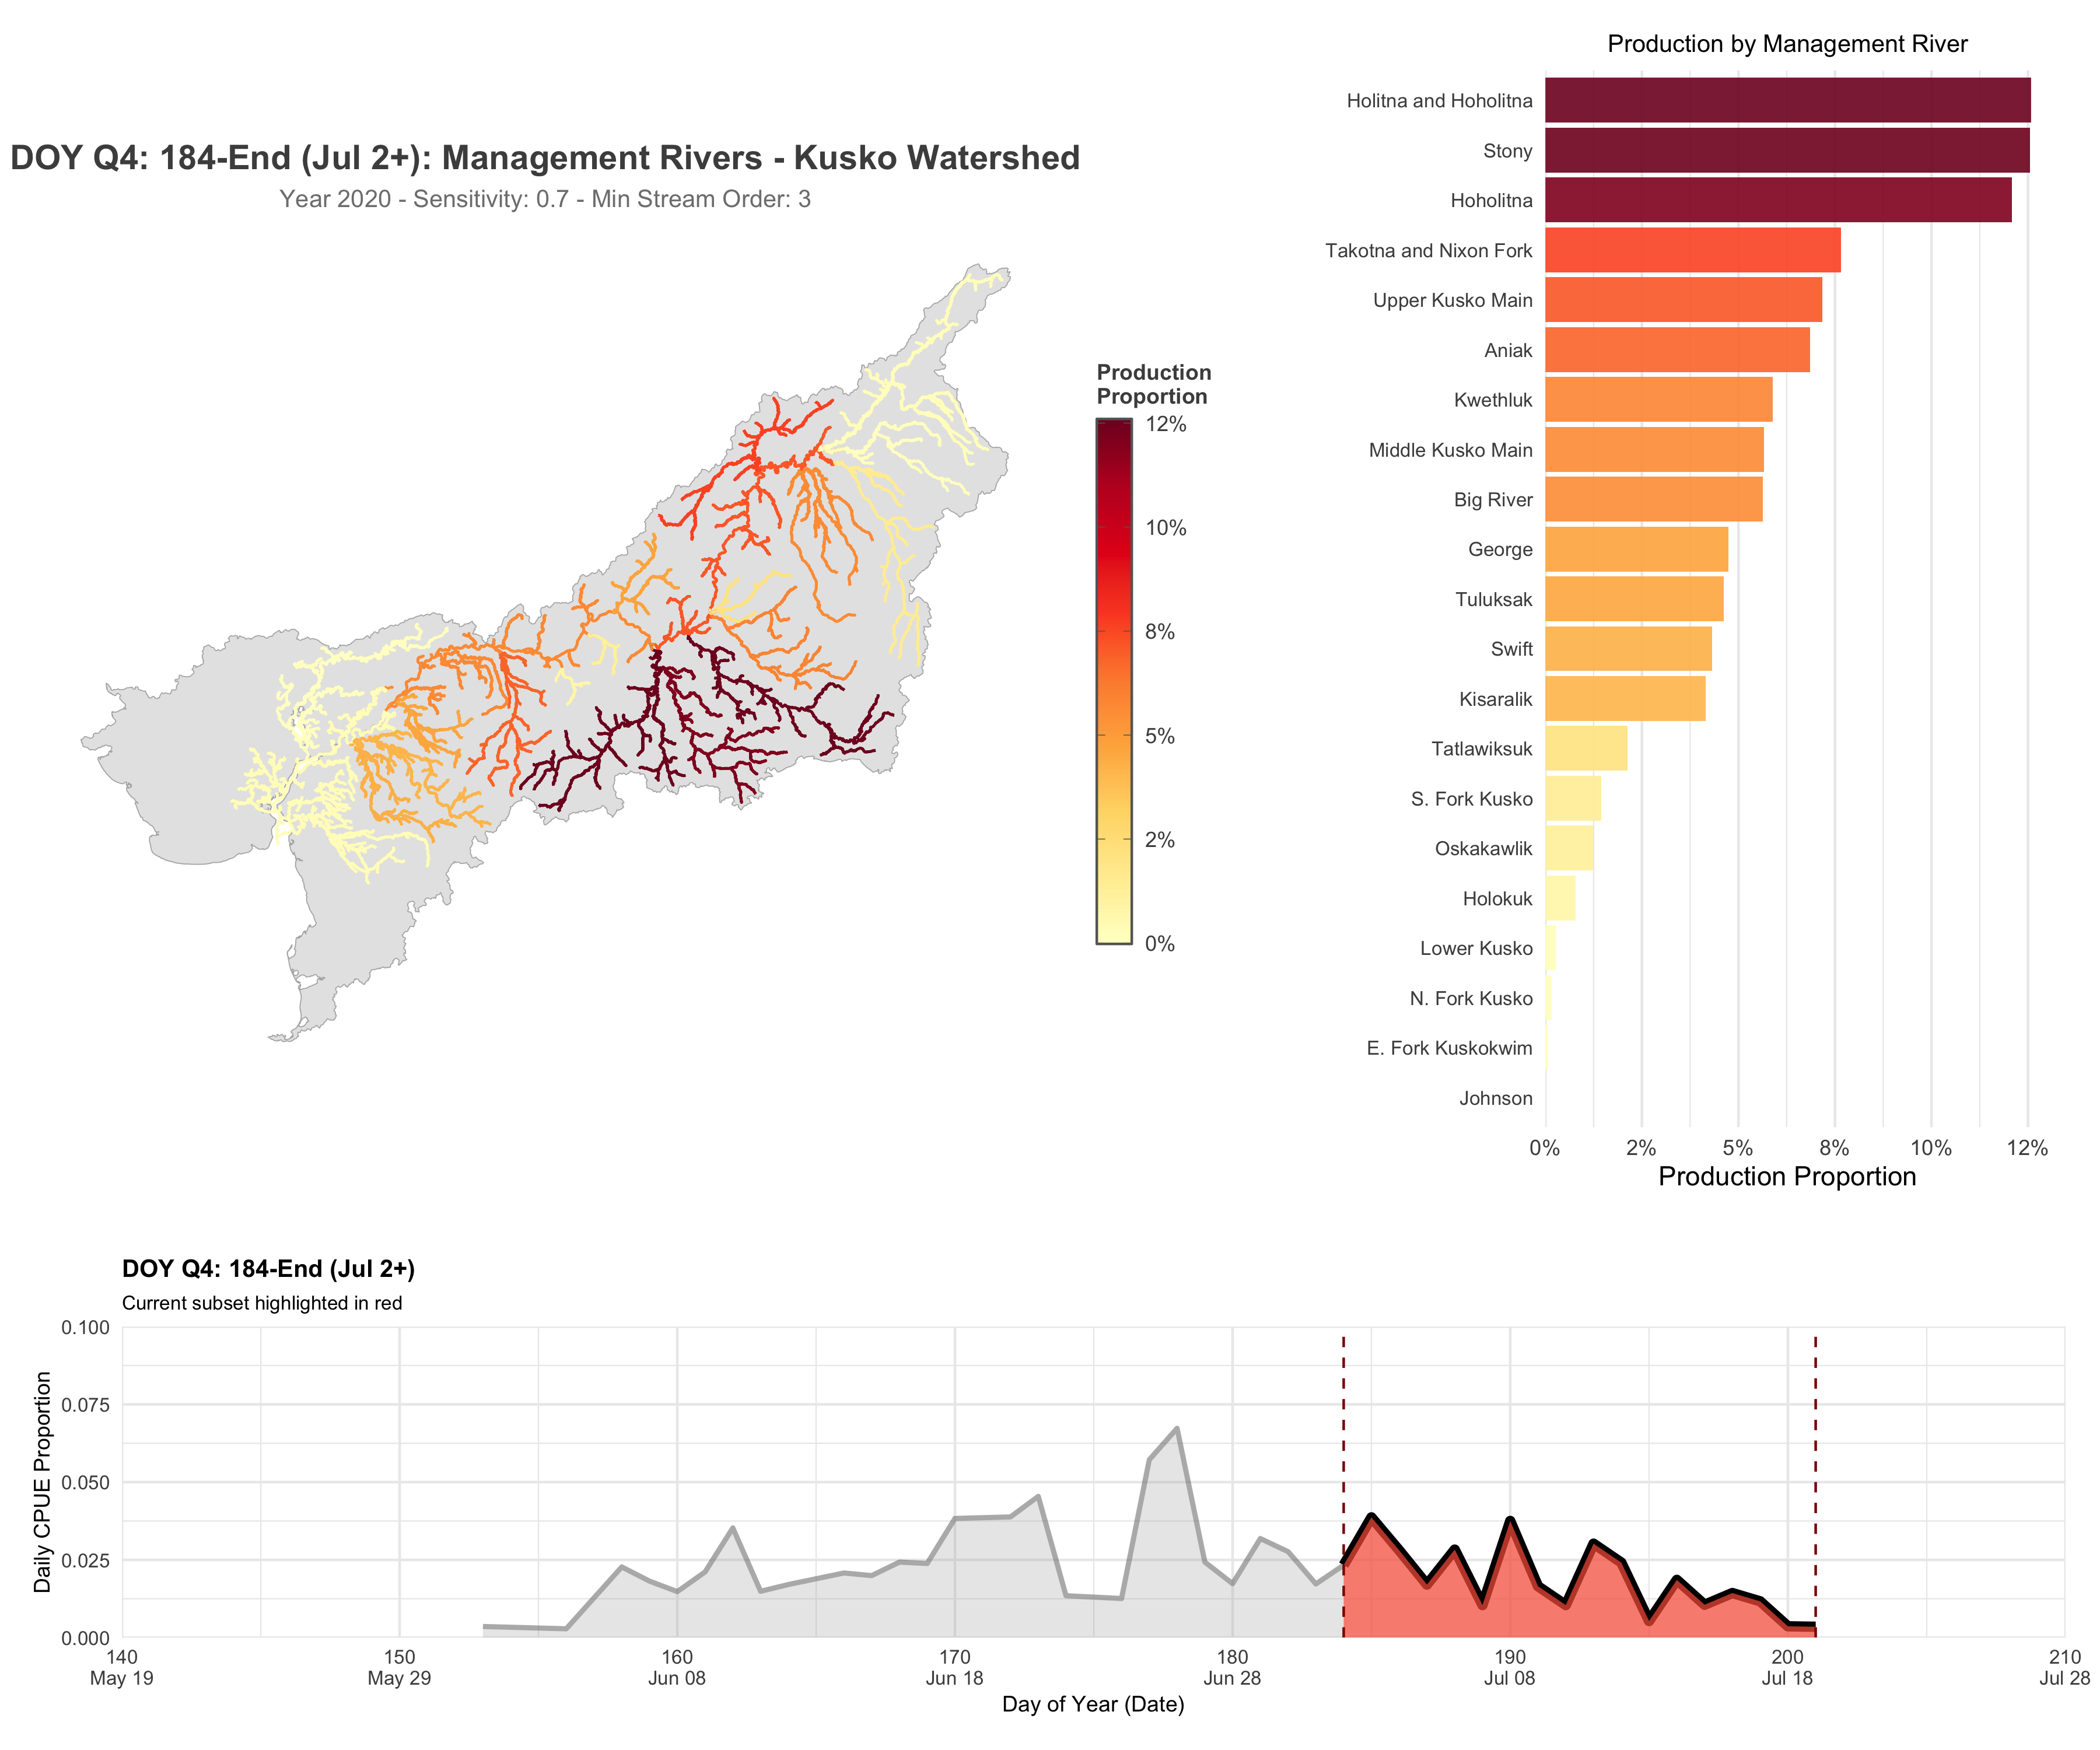 DOY Q4: 184-End (Jul 2+): Management Rivers - Kusko Watershed
Year 2020 - Sensitivity: 0.7 - Min Stream Order: 3
Production
Proportion
12%
10%
8%
5%
2%
0%
Production by Management River
Holitna and Hoholitna
Stony
Hoholitna
Takotna and Nixon Fork
Upper Kusko Main
Aniak
Kwethluk
Middle Kusko Main
Big River
George
Tuluksak
Swift
Kisaralik
Tatlawiksuk
S. Fork Kusko
Oskakawlik
Holokuk
Lower Kusko
N. Fork Kusko
E. Fork Kuskokwim
Johnson
0% 2% 5% 8% 10% 12%
Production Proportion
DOY Q4: 184-End (Jul 2+)
Current subset highlighted in red
Daily CPUE Proportion
0.100
0.075
0.050
0.025
0.000
140 150 160 170 180 190 200 210
May 19 May 29 Jun 08 Jun 18 Jun 28 Jul 08 Jul 18 Jul 28
Day of Year (Date)